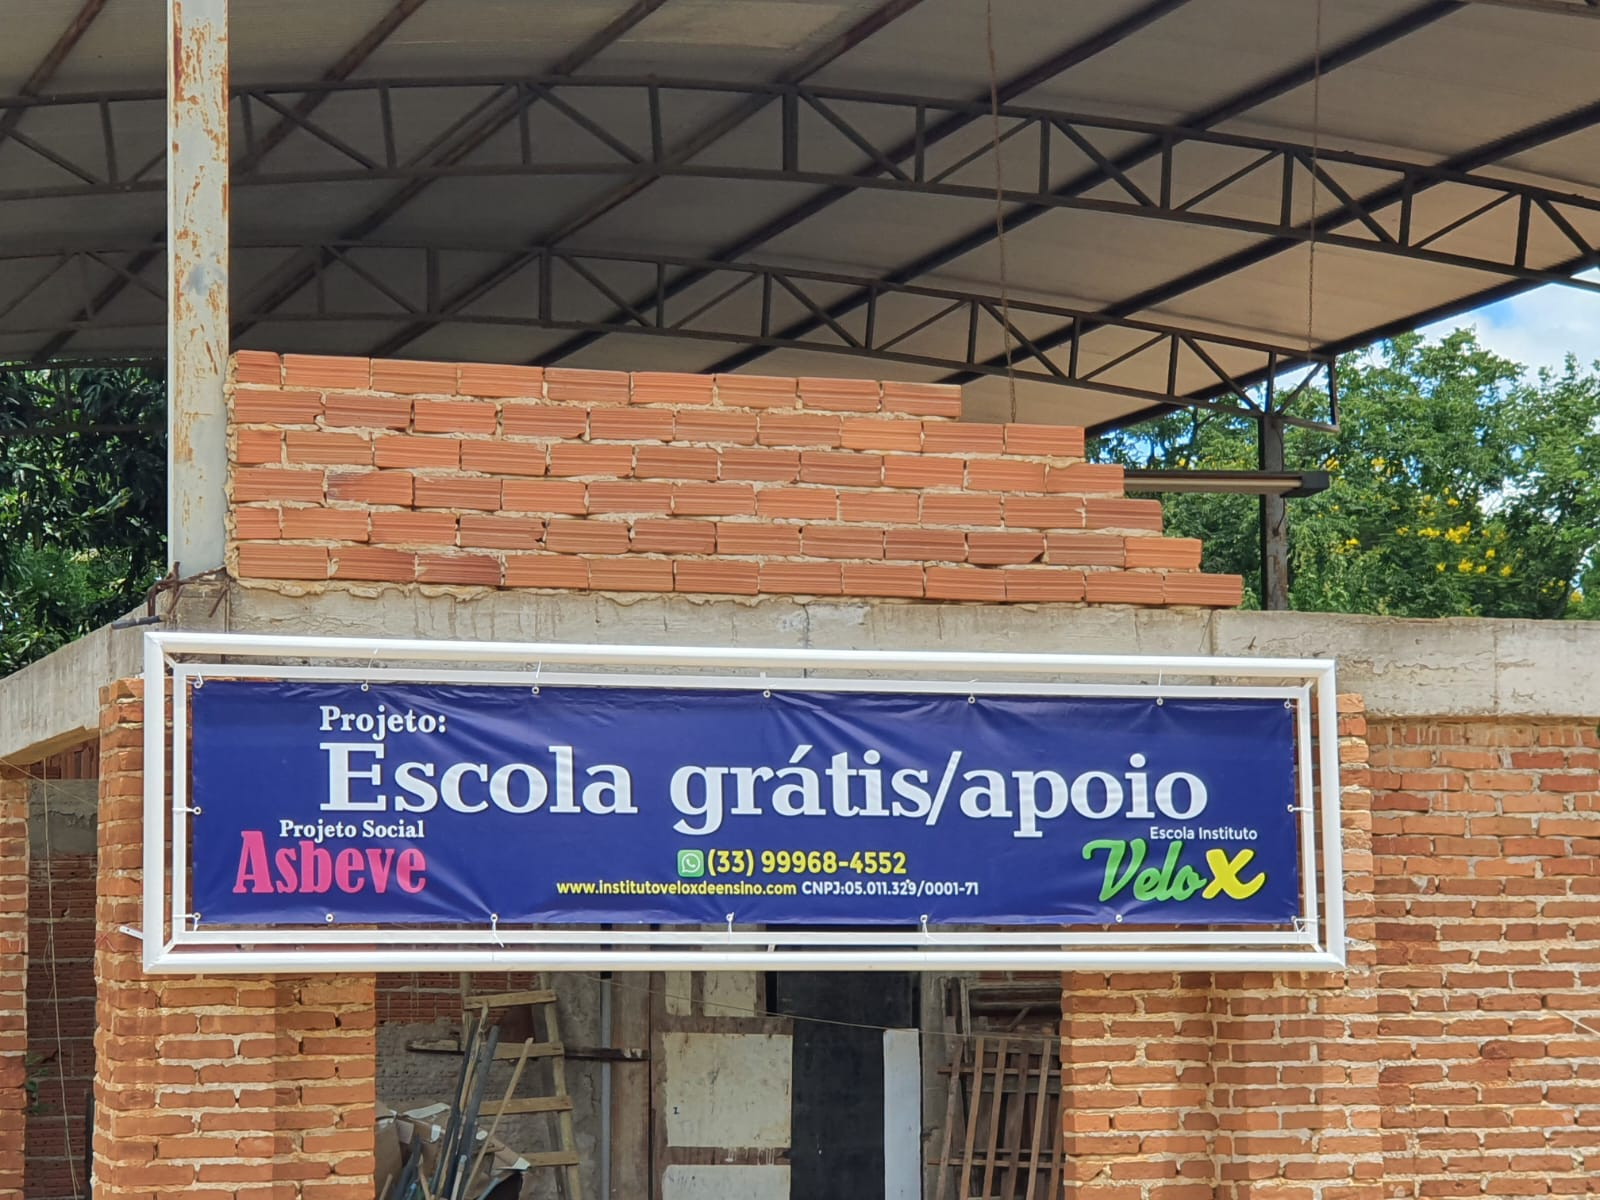 Projeto:
Escola grátis/apoio
Projeto Social
Asbeve
(33) 99968-4552
www.institutoveloxdeensino.com CNPJ:05.011.329/0001-71
Escola Instituto
Velox